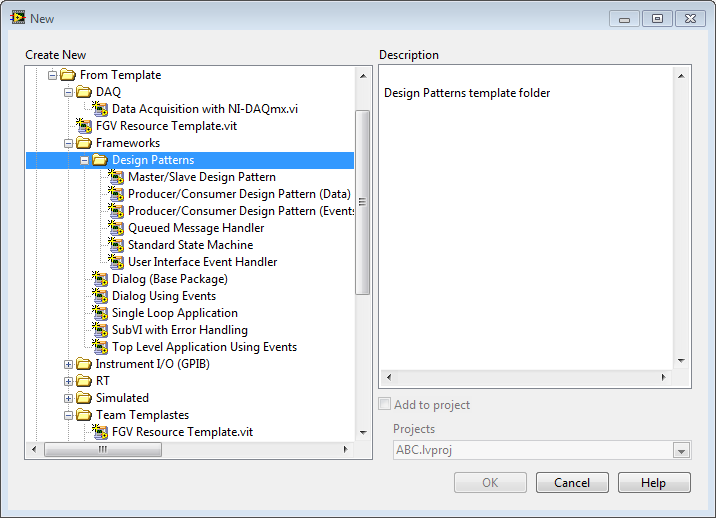 New
Create New
From Template
DAQ
Data Acquisition with NI-DAQmx.vi
FGV Resource Template.vit
Frameworks
Design Patterns
Master/Slave Design Pattern
Producer/Consumer Design Pattern (Data)
Producer/Consumer Design Pattern (Events
Queued Message Handler
Standard State Machine
User Interface Event Handler
Dialog (Base Package)
Dialog Using Events
Single Loop Application
SubVI with Error Handling
Top Level Application Using Events
Instrument I/O (GPIB)
RT
Simulated
Team Templastes
FGV Resource Template.vit
Description
Design Patterns template folder
Add to project
Projects
ABC.lvproj
OK
Cancel
Help